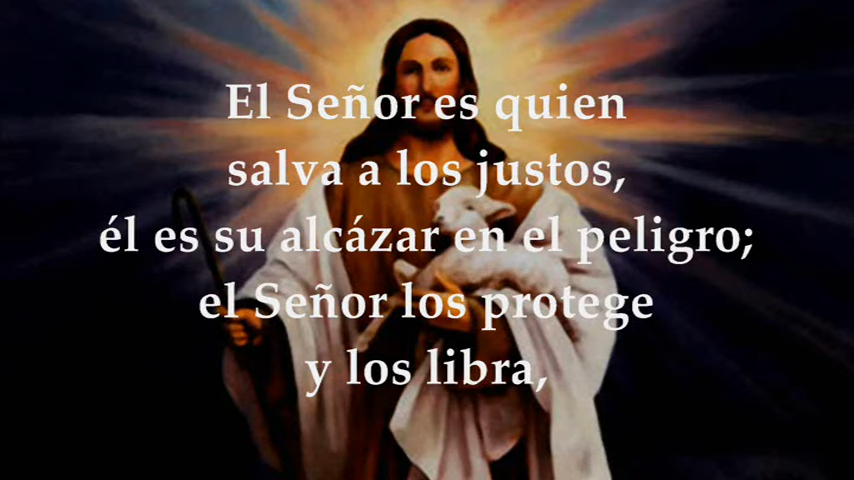 El Señor es quien
salva a los justos,
él es su alcázar en el peligro;
el Señor los protege
y los libra,